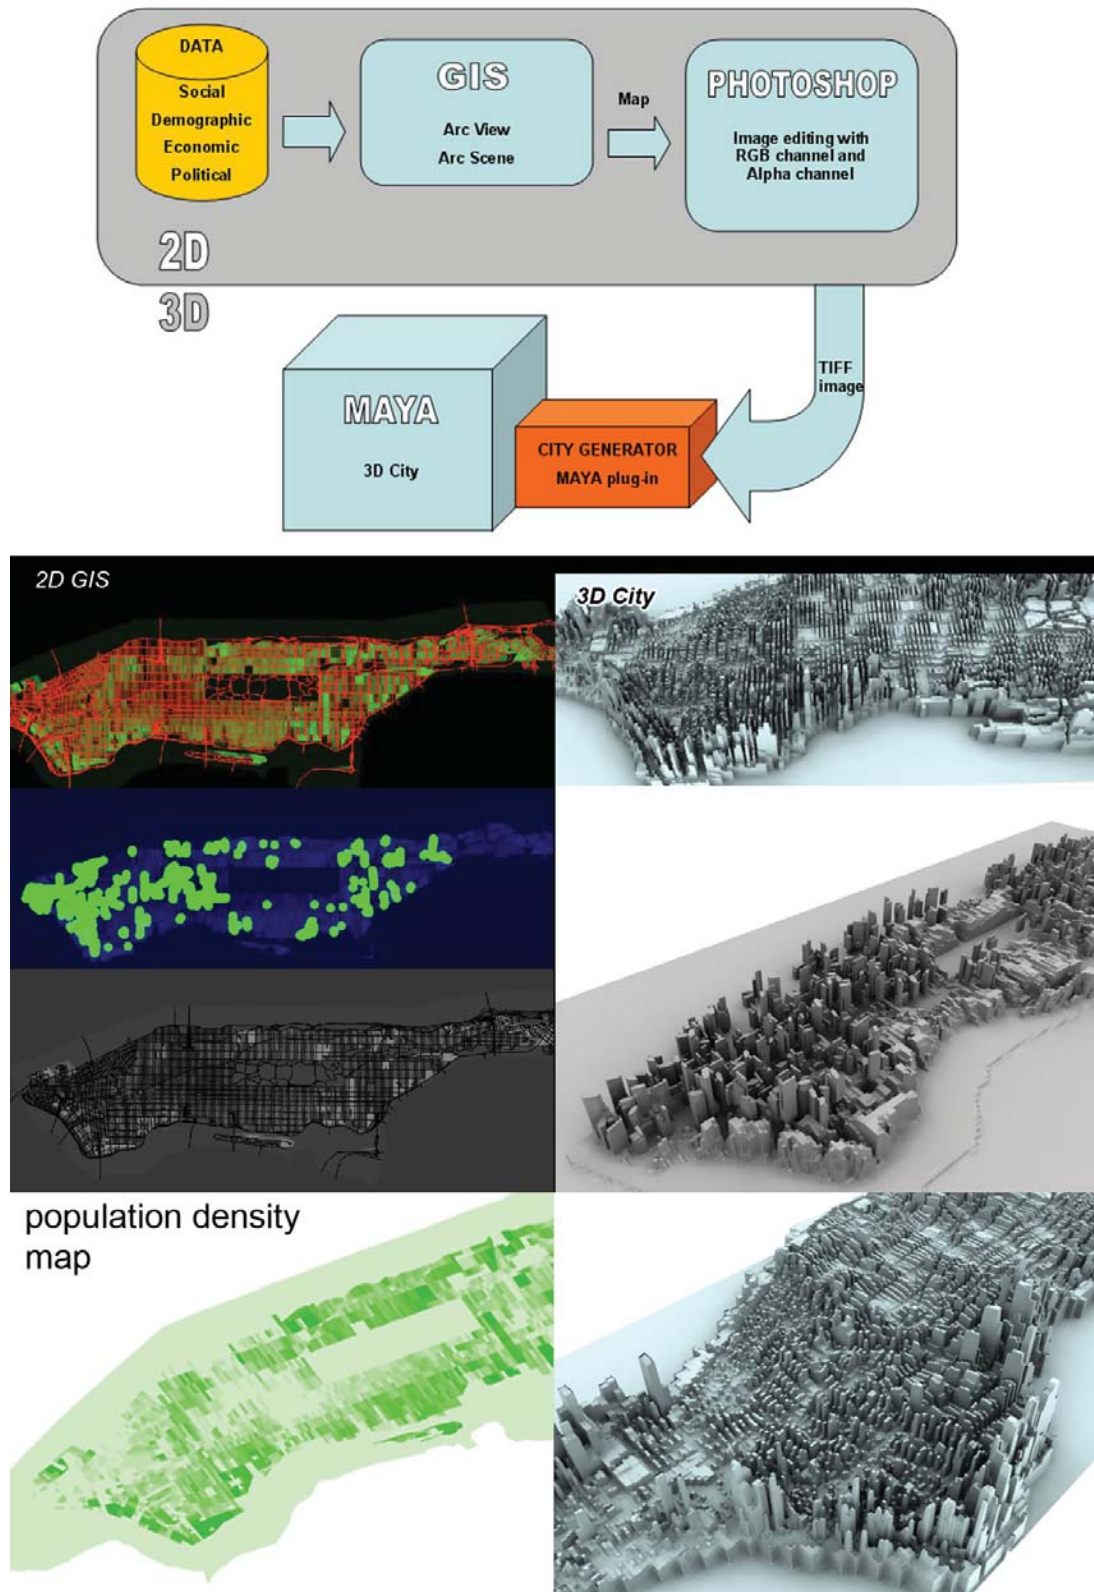 DATA
Social
Demographic
Economic
Political
GIS
Arc View
Arc Scene
Map
PHOTOSHOP
Image editing with
RGB channel and
Alpha channel
2D
3D
TIFF
image
MAYA
3D City
CITY GENERATOR
MAYA plug-in
2D GIS
3D City
population density
map